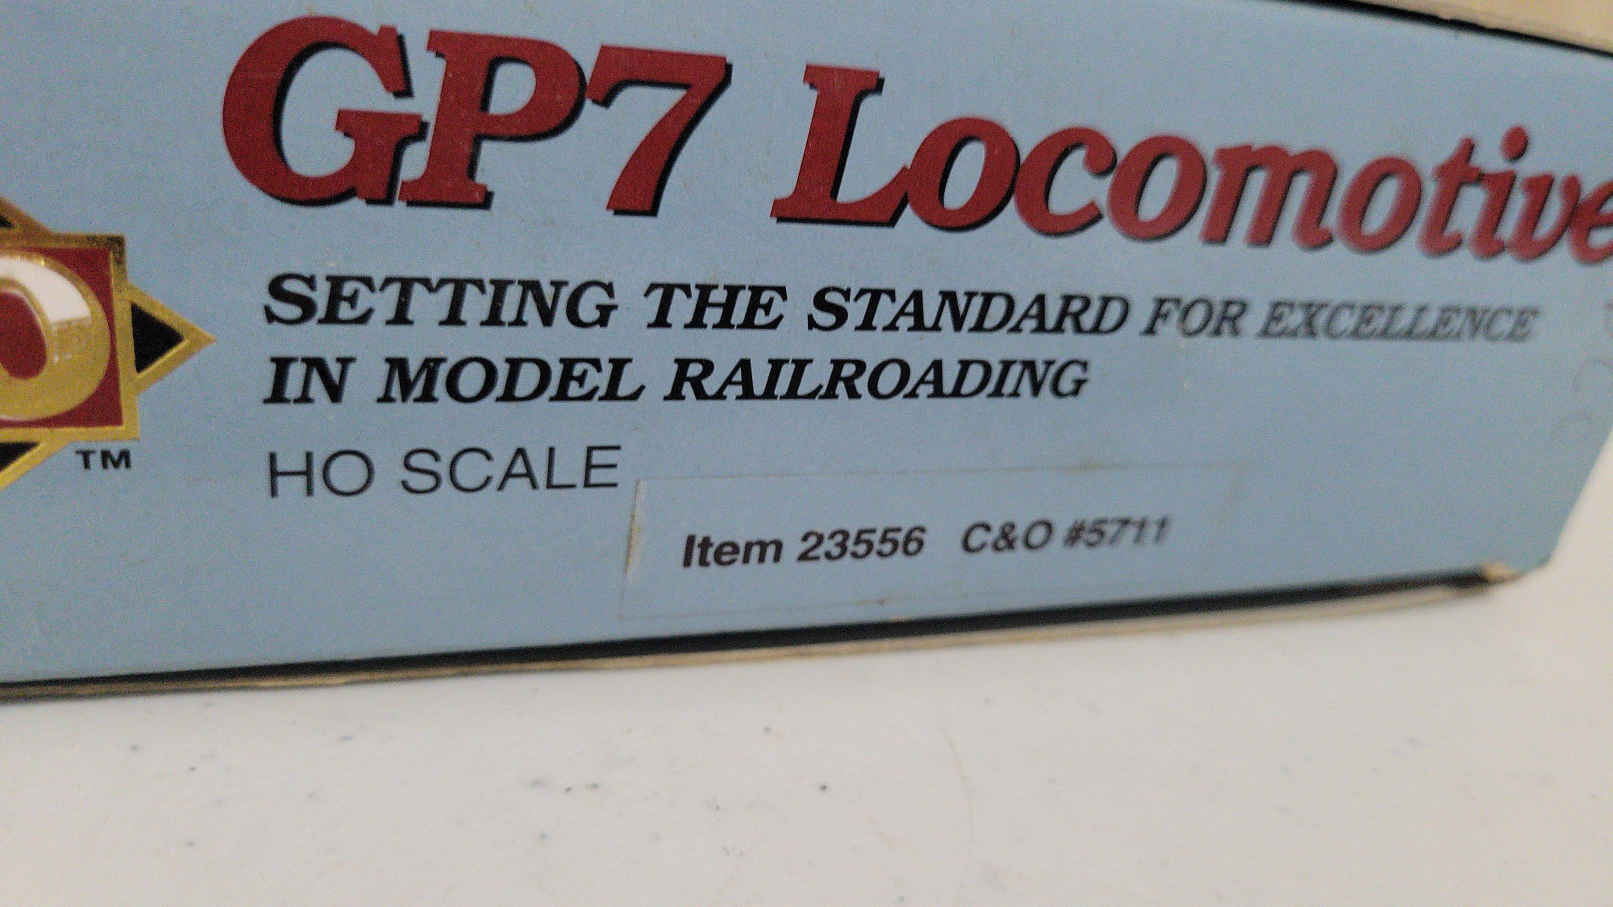 GP7 Locomotive
SETTING THE STANDARD FOR EXCELLENCE
IN MODEL RAILROADING
TM
HO SCALE
Item 23556 C&O #5711